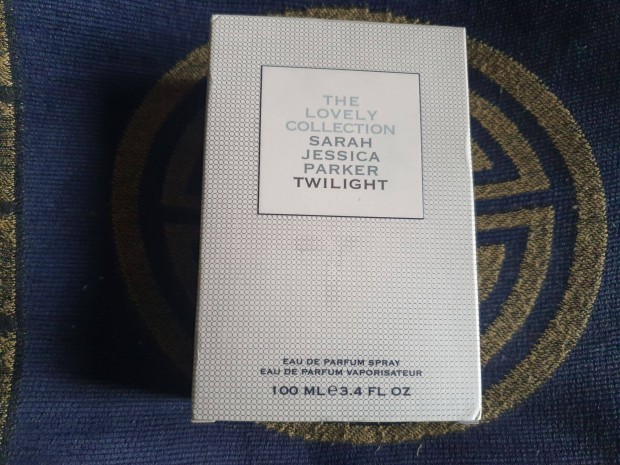 THE
LOVELY
COLLECTION
SARAH
JESSICA
PARKER
TWILIGHT
EAU DE PARFUM SPRAY
EAU DE PARFUM VAPORISATEUR
100 ML℮3.4 FL OZ